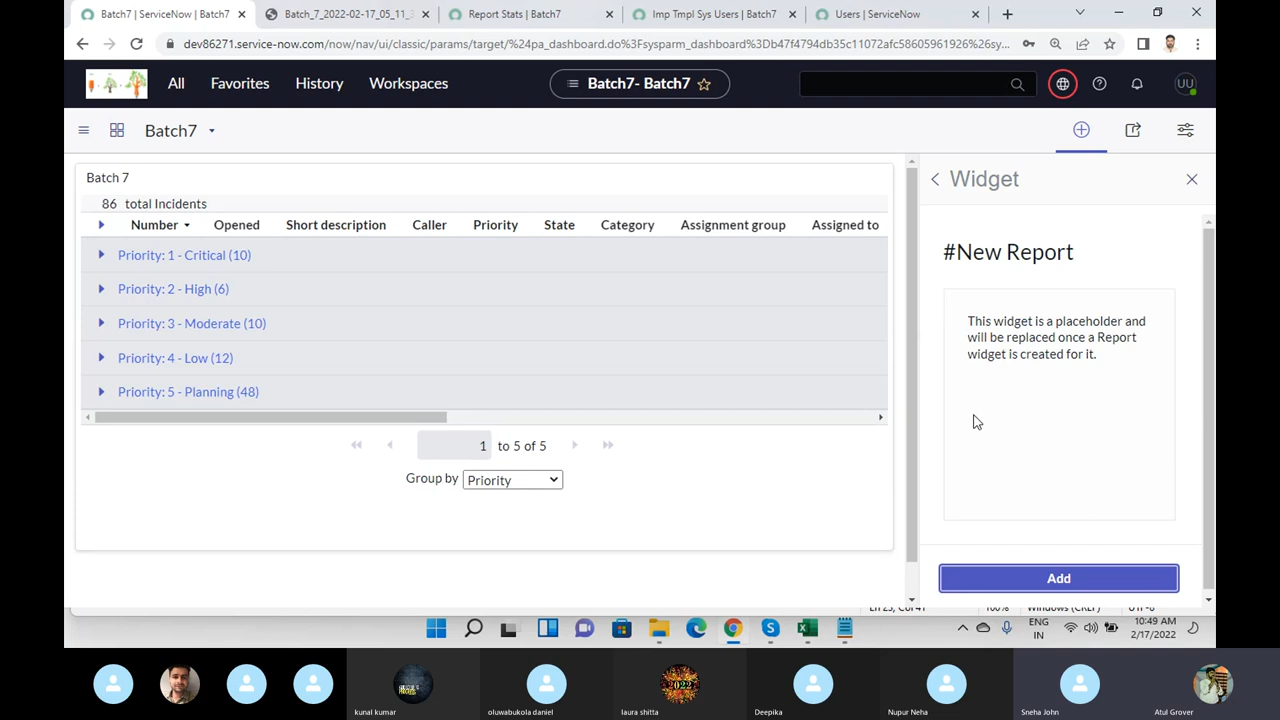 Batch7 | ServiceNow | Batch7
Batch_7_2022-02-17_05_11_3
Report Stats | Batch7
Imp Tmpl Sys Users | Batch7
Users | ServiceNow
dev86271.service-now.com/now/nav/ui/classic/params/target/%24pa_dashboard.do%3Fsysparm_dashboard%3Db47f4794db35c11072afc58605961926%26sy...
All
Favorites
History
Workspaces
Batch7- Batch7
UU
Batch7
Widget
Batch 7
86 total Incidents
Number
Opened
Short description
Caller
Priority
State
Category
Assignment group
Assigned to
Priority: 1 - Critical (10)
Priority: 2 - High (6)
Priority: 3 - Moderate (10)
Priority: 4 - Low (12)
Priority: 5 - Planning (48)
1 to 5 of 5
Group by Priority
#New Report
This widget is a placeholder and
will be replaced once a Report
widget is created for it.
Add
100%
ENG
IN
10:49 AM
2/17/2022
kunal kumar
oluwabukola daniel
laura shitta
2022
Deepika
Nupur Neha
Sneha John
Atul Grover